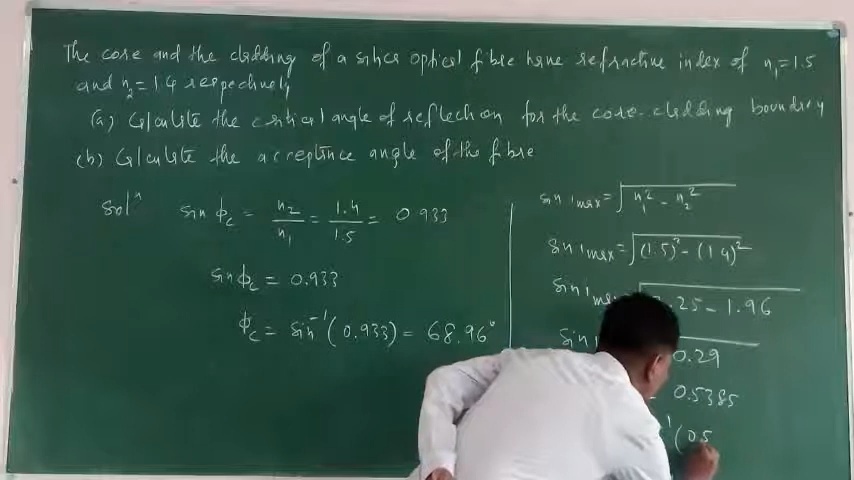 The core and the cladding of a silica optical fibre have refractive index of n₁=1.5
and n₂=1.4 respectively
(a) Calculate the critical angle of reflection for the core-cladding boundary
(b) Calculate the acceptance angle of the fibre
Solⁿ
sin ϕc = n₂/n₁ = 1.4/1.5 = 0.933
sin ϕc = 0.933
ϕc = sin⁻¹(0.933) = 68.96°
sin imax = √(n₁² - n₂²)
sin imax = √((1.5)² - (1.4)²)
sin imax .25 - 1.96
sin 0.29
0.5385
(0.5